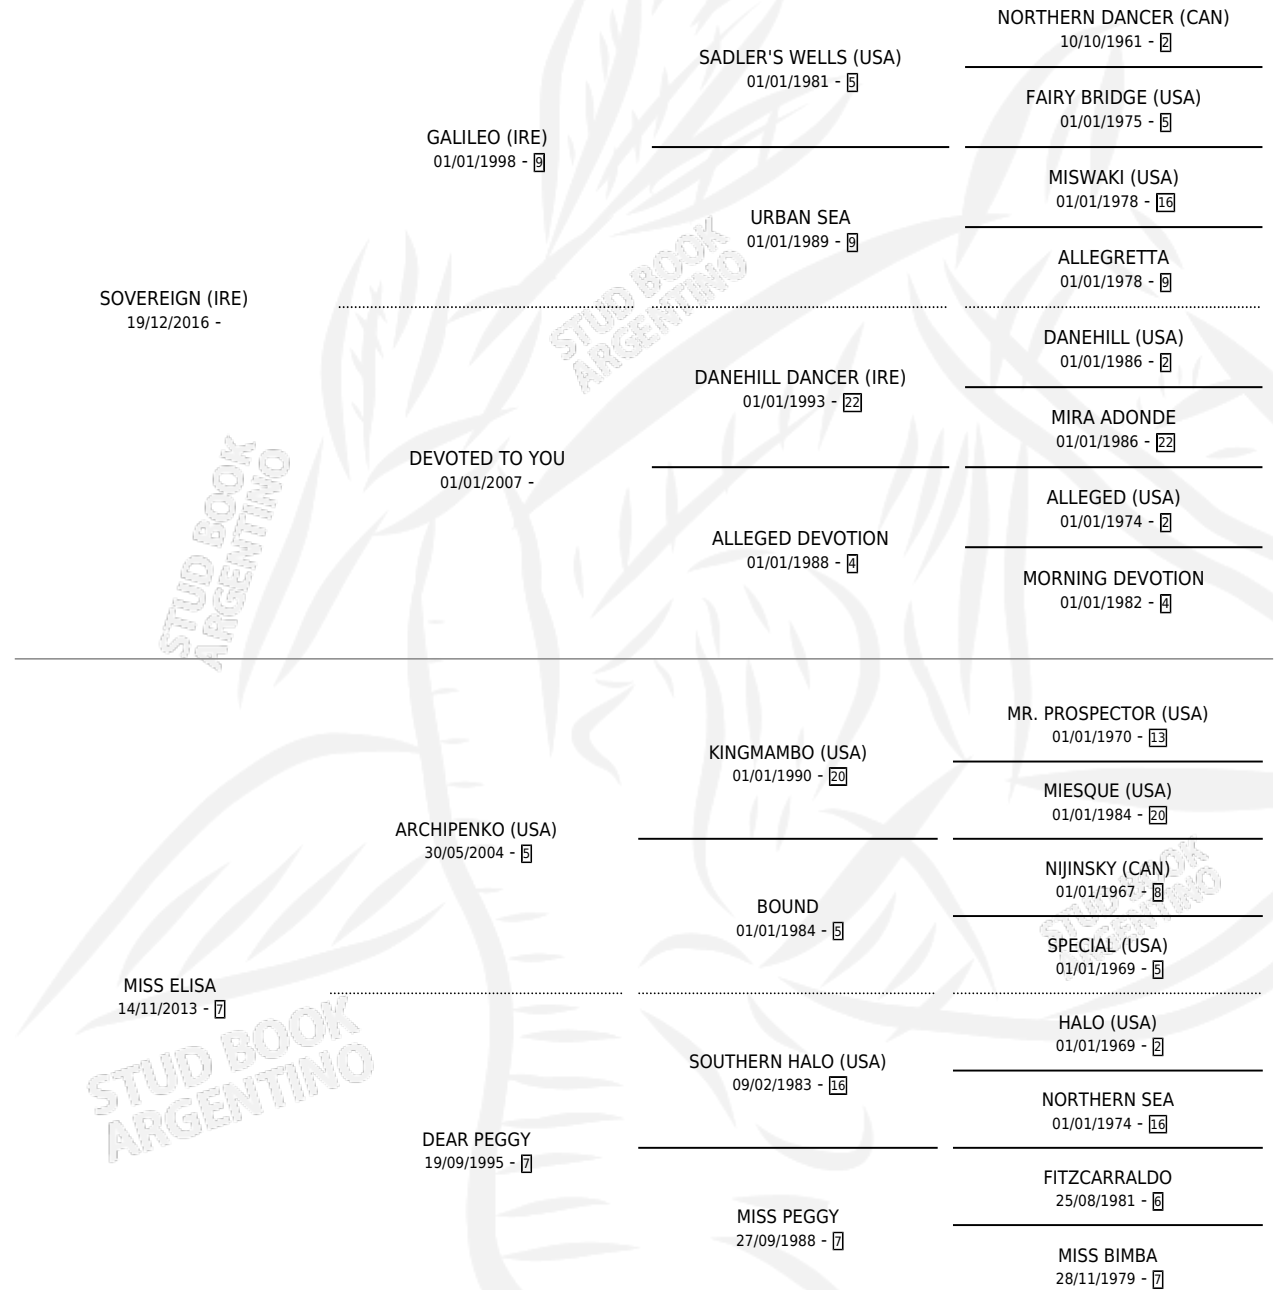 NORTHERN DANCER (CAN)
10/10/1961 - 2
SADLER'S WELLS (USA)
01/01/1981 - 5
FAIRY BRIDGE (USA)
01/01/1975 - 5
GALILEO (IRE)
01/01/1998 - 9
MISWAKI (USA)
01/01/1978 - 16
URBAN SEA
01/01/1989 - 9
ALLEGRETTA
01/01/1978 - 9
STUD BOOK
ARGENTINO
SOVEREIGN (IRE)
19/12/2016 -
DANEHILL (USA)
01/01/1986 - 2
DANEHILL DANCER (IRE)
01/01/1993 - 22
MIRA ADONDE
01/01/1986 - 22
DEVOTED TO YOU
01/01/2007 -
ALLEGED (USA)
01/01/1974 - 2
ALLEGED DEVOTION
01/01/1988 - 4
MORNING DEVOTION
01/01/1982 - 4
STUD BOOK
ARGENTINO
MR. PROSPECTOR (USA)
01/01/1970 - 13
KINGMAMBO (USA)
01/01/1990 - 20
MIESQUE (USA)
01/01/1984 - 20
ARCHIPENKO (USA)
30/05/2004 - 5
NIJINSKY (CAN)
01/01/1967 - 8
BOUND
01/01/1984 - 5
STUD BOOK
ARGENTINO
SPECIAL (USA)
01/01/1969 - 5
MISS ELISA
14/11/2013 - 7
HALO (USA)
01/01/1969 - 2
SOUTHERN HALO (USA)
09/02/1983 - 16
NORTHERN SEA
01/01/1974 - 16
STUD BOOK
ARGENTINO
DEAR PEGGY
19/09/1995 - 7
FITZCARRALDO
25/08/1981 - 6
MISS PEGGY
27/09/1988 - 7
MISS BIMBA
28/11/1979 - 7